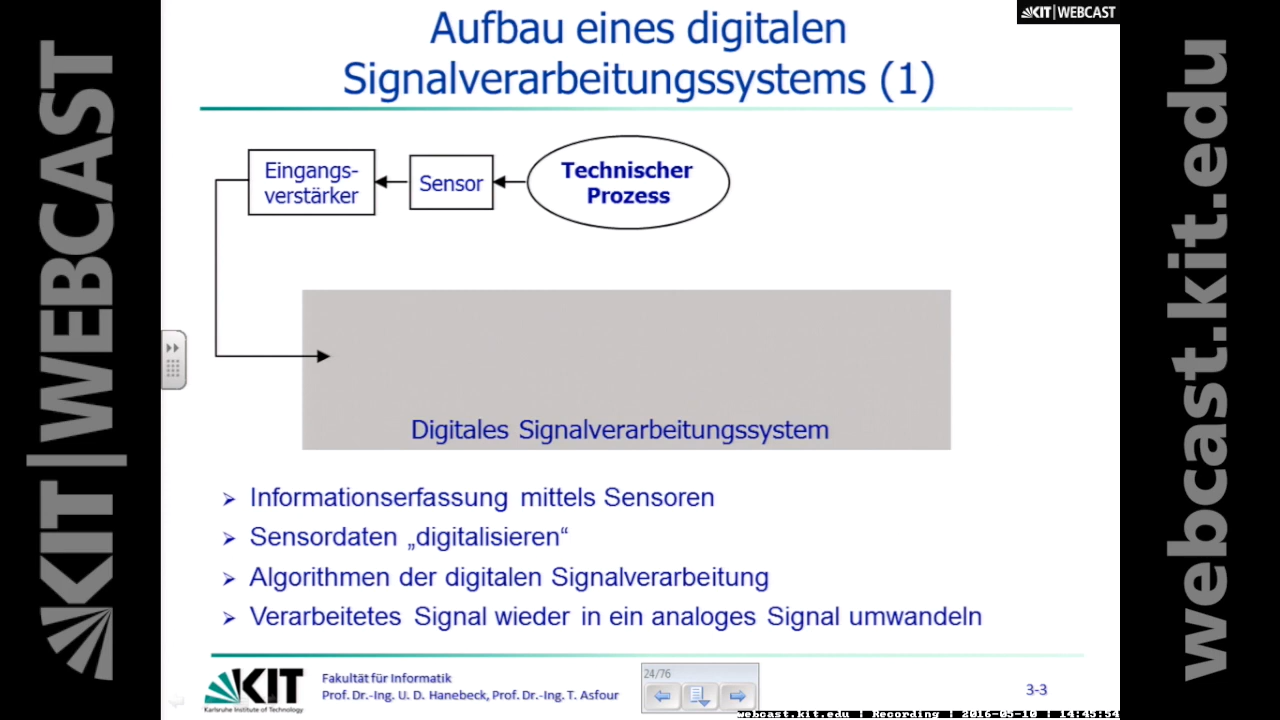 KIT|WEBCAST
Aufbau eines digitalen
Signalverarbeitungssystems (1)
KIT|WEBCAST
webcast.kit.edu
Eingangs-
verstärker
Sensor
Technischer
Prozess
Digitales Signalverarbeitungssystem
➢ Informationserfassung mittels Sensoren
➢ Sensordaten „digitalisieren“
➢ Algorithmen der digitalen Signalverarbeitung
➢ Verarbeitetes Signal wieder in ein analoges Signal umwandeln
KIT
Karlsruhe Institute of Technology
Fakultät für Informatik
Prof. Dr.-Ing. U. D. Hanebeck, Prof. Dr.-Ing. T. Asfour
24/76
3-3
webcast.kit.edu | Recording | 2016-05-10 | 14:45:54